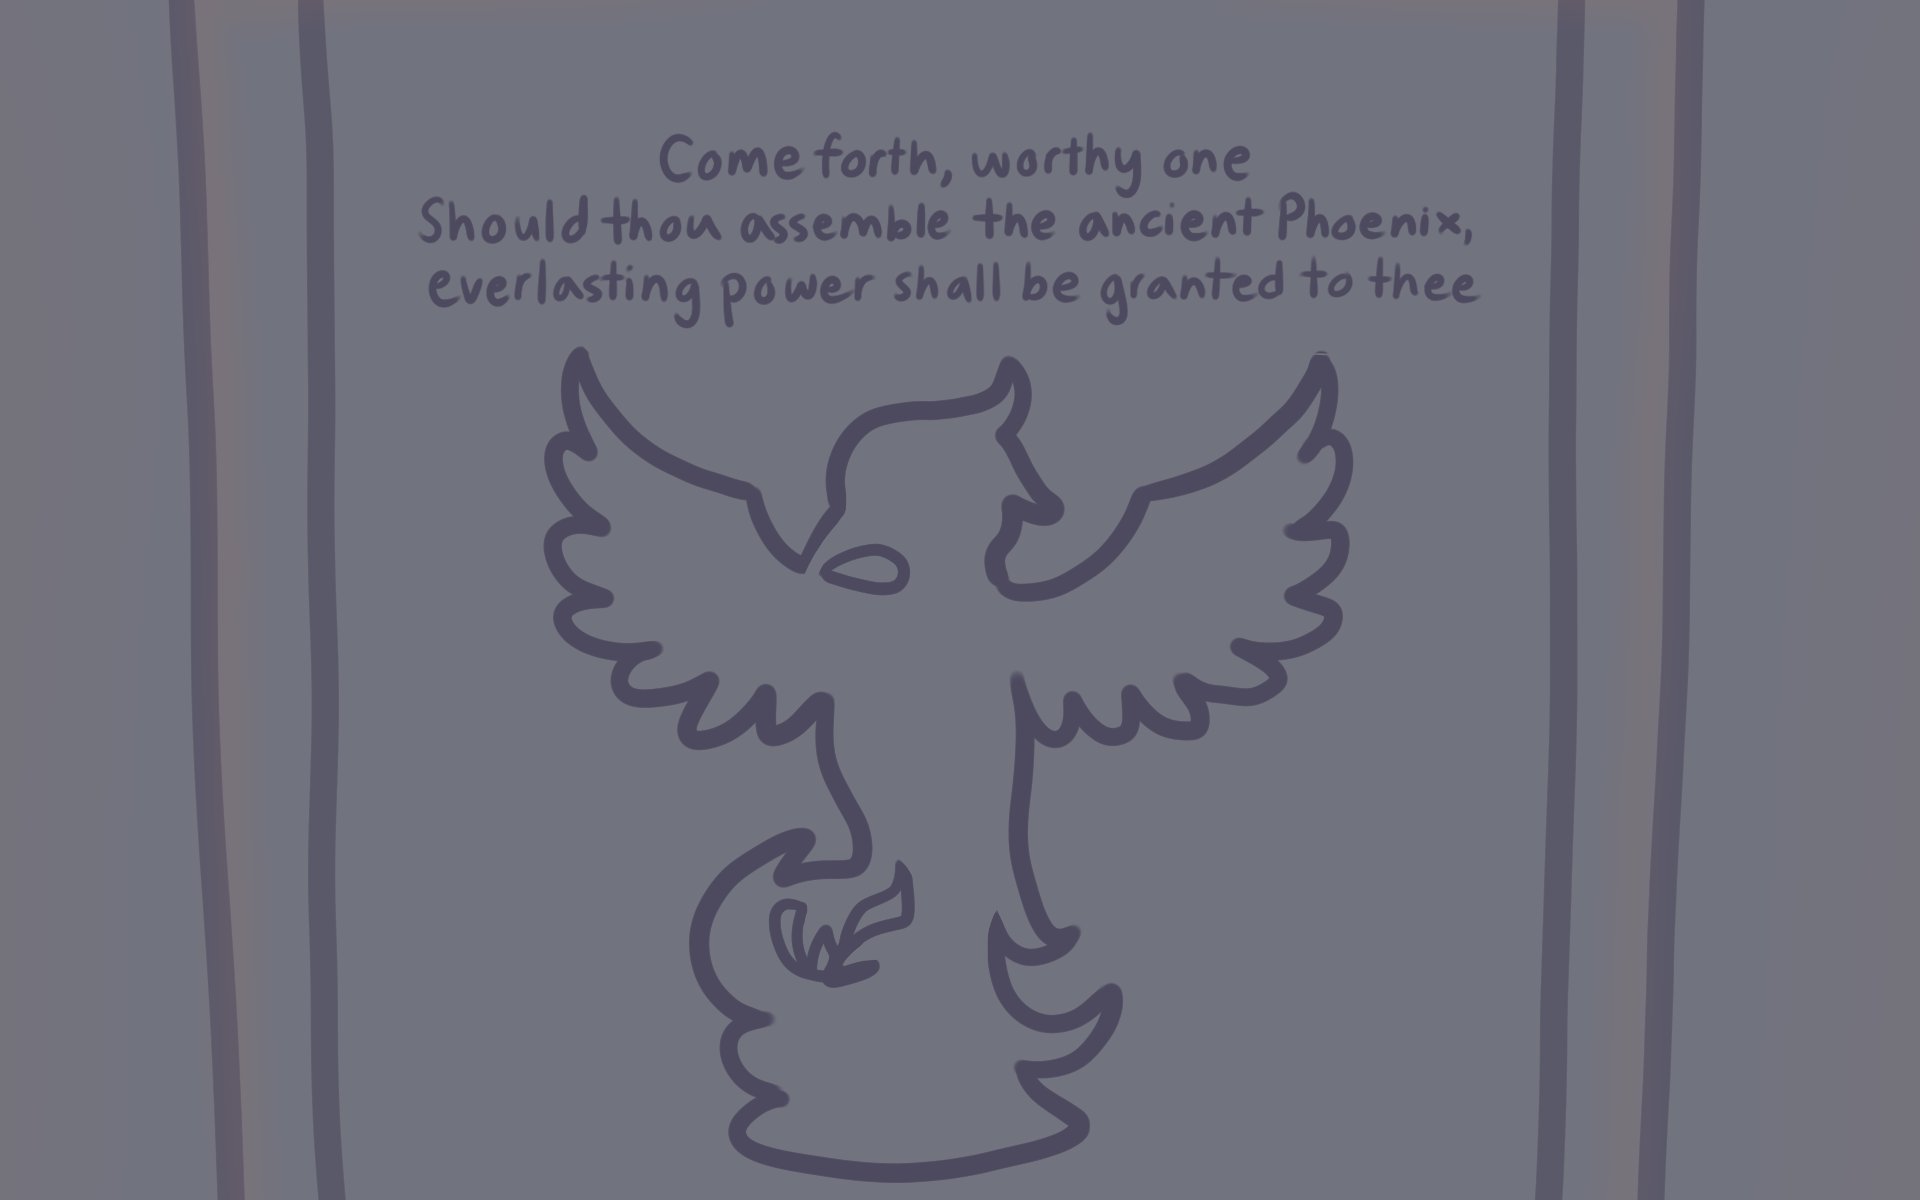 Come forth, worthy one
Should thou assemble the ancient Phoenix,
everlasting power shall be granted to thee